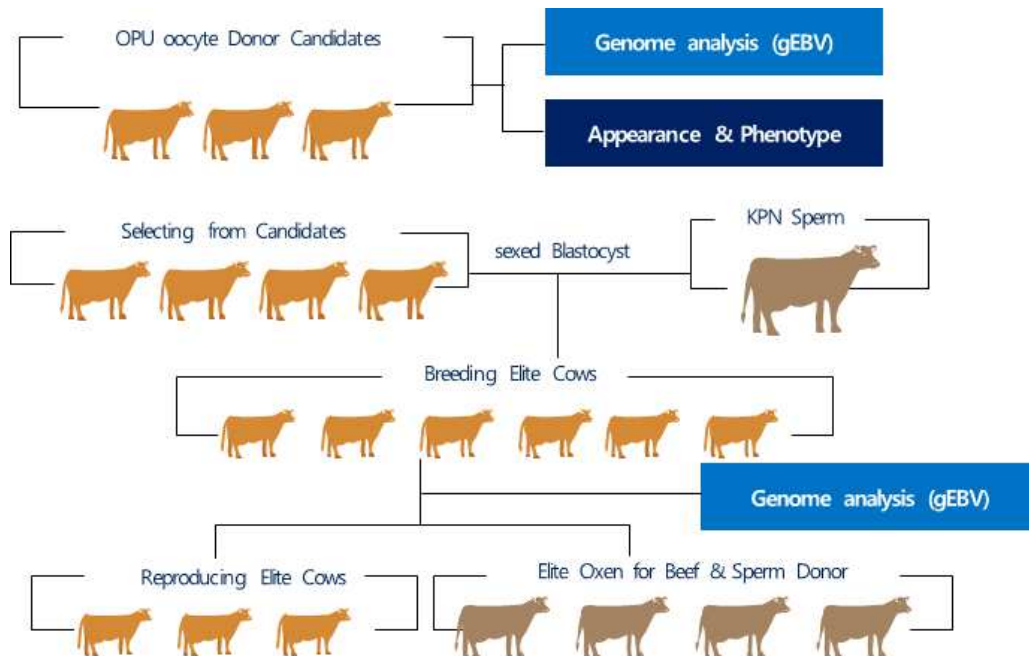 OPU oocyte Donor Candidates
Genome analysis (gEBV)
Appearance & Phenotype
Selecting from Candidates
sexed Blastocyst
KPN Sperm
Breeding Elite Cows
Genome analysis (gEBV)
Reproducing Elite Cows
Elite Oxen for Beef & Sperm Donor